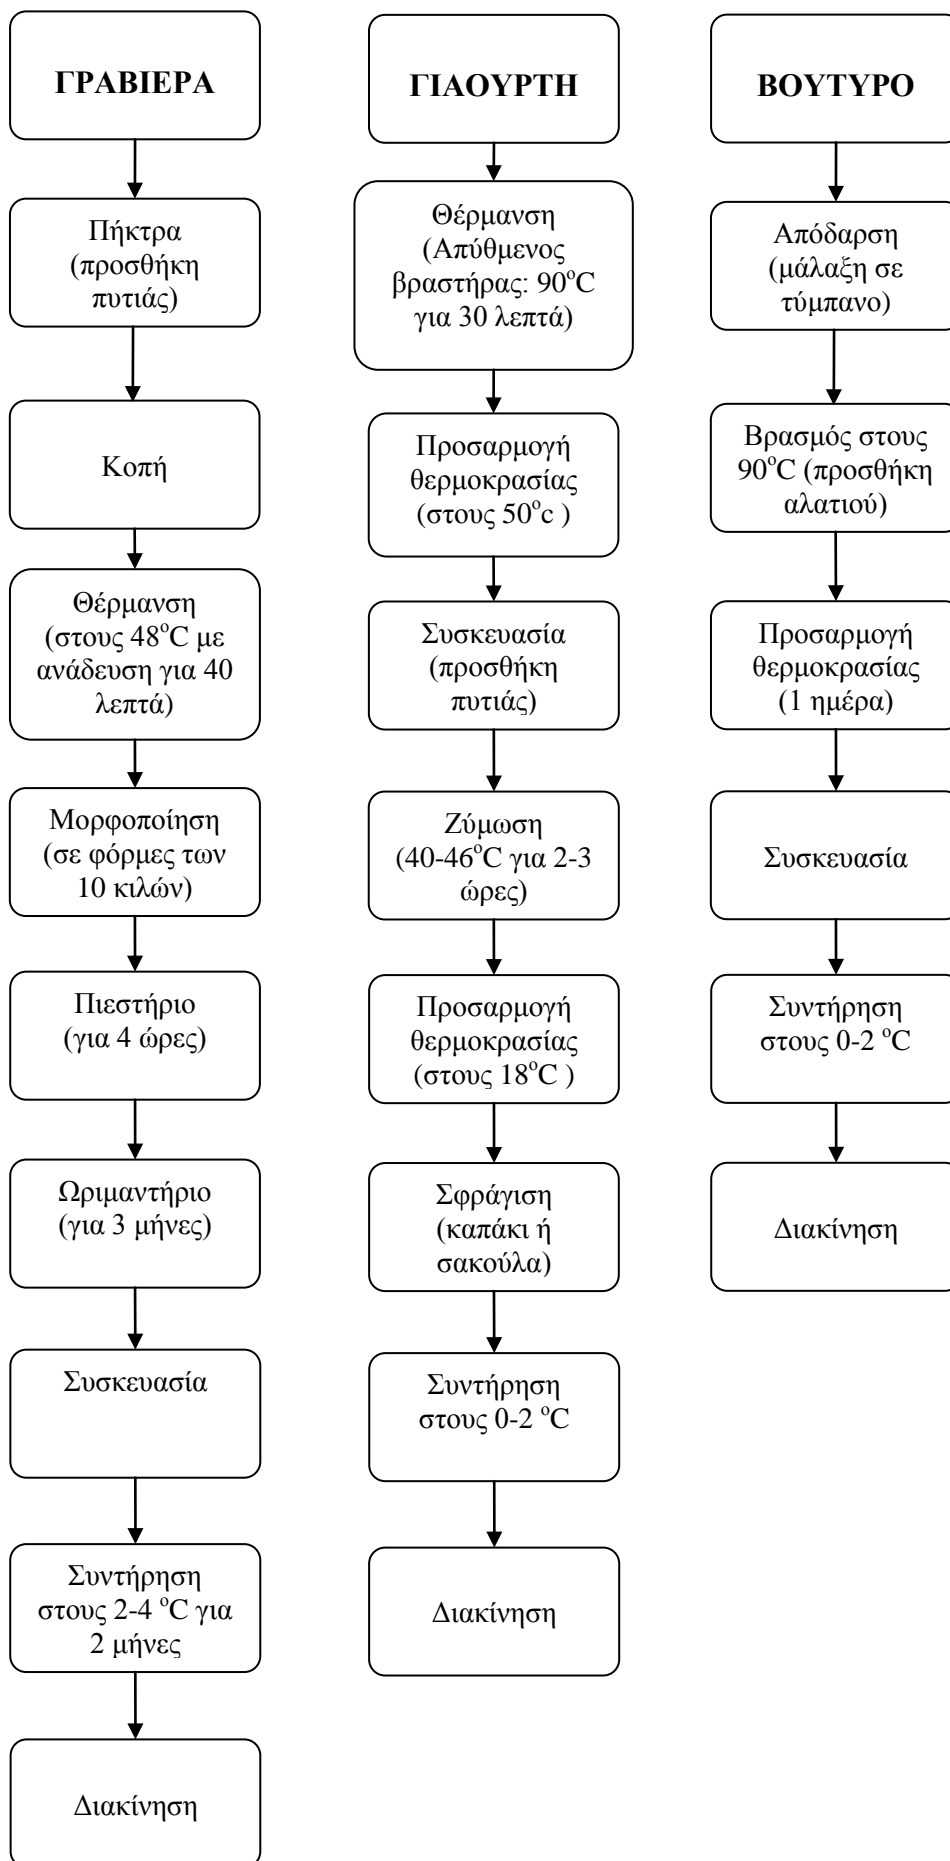 ΓΡΑΒΙΕΡΑ
Πήκτρα
(προσθήκη
πυτιάς)
Κοπή
Θέρμανση
(στους 48°C με
ανάδευση για 40
λεπτά)
Μορφοποίηση
(σε φόρμες των
10 κιλών)
Πιεστήριο
(για 4 ώρες)
Ωριμαντήριο
(για 3 μήνες)
Συσκευασία
Συντήρηση
στους 2-4 °C για
2 μήνες
Διακίνηση
ΓΙΑΟΥΡΤΗ
Θέρμανση
(Απύθμενος
βραστήρας: 90°C
για 30 λεπτά)
Προσαρμογή
θερμοκρασίας
(στους 50°c )
Συσκευασία
(προσθήκη
πυτιάς)
Ζύμωση
(40-46°C για 2-3
ώρες)
Προσαρμογή
θερμοκρασίας
(στους 18°C )
Σφράγιση
(καπάκι ή
σακούλα)
Συντήρηση
στους 0-2 °C
Διακίνηση
ΒΟΥΤΥΡΟ
Απόδαρση
(μάλαξη σε
τύμπανο)
Βρασμός στους
90°C (προσθήκη
αλατιού)
Προσαρμογή
θερμοκρασίας
(1 ημέρα)
Συσκευασία
Συντήρηση
στους 0-2 °C
Διακίνηση